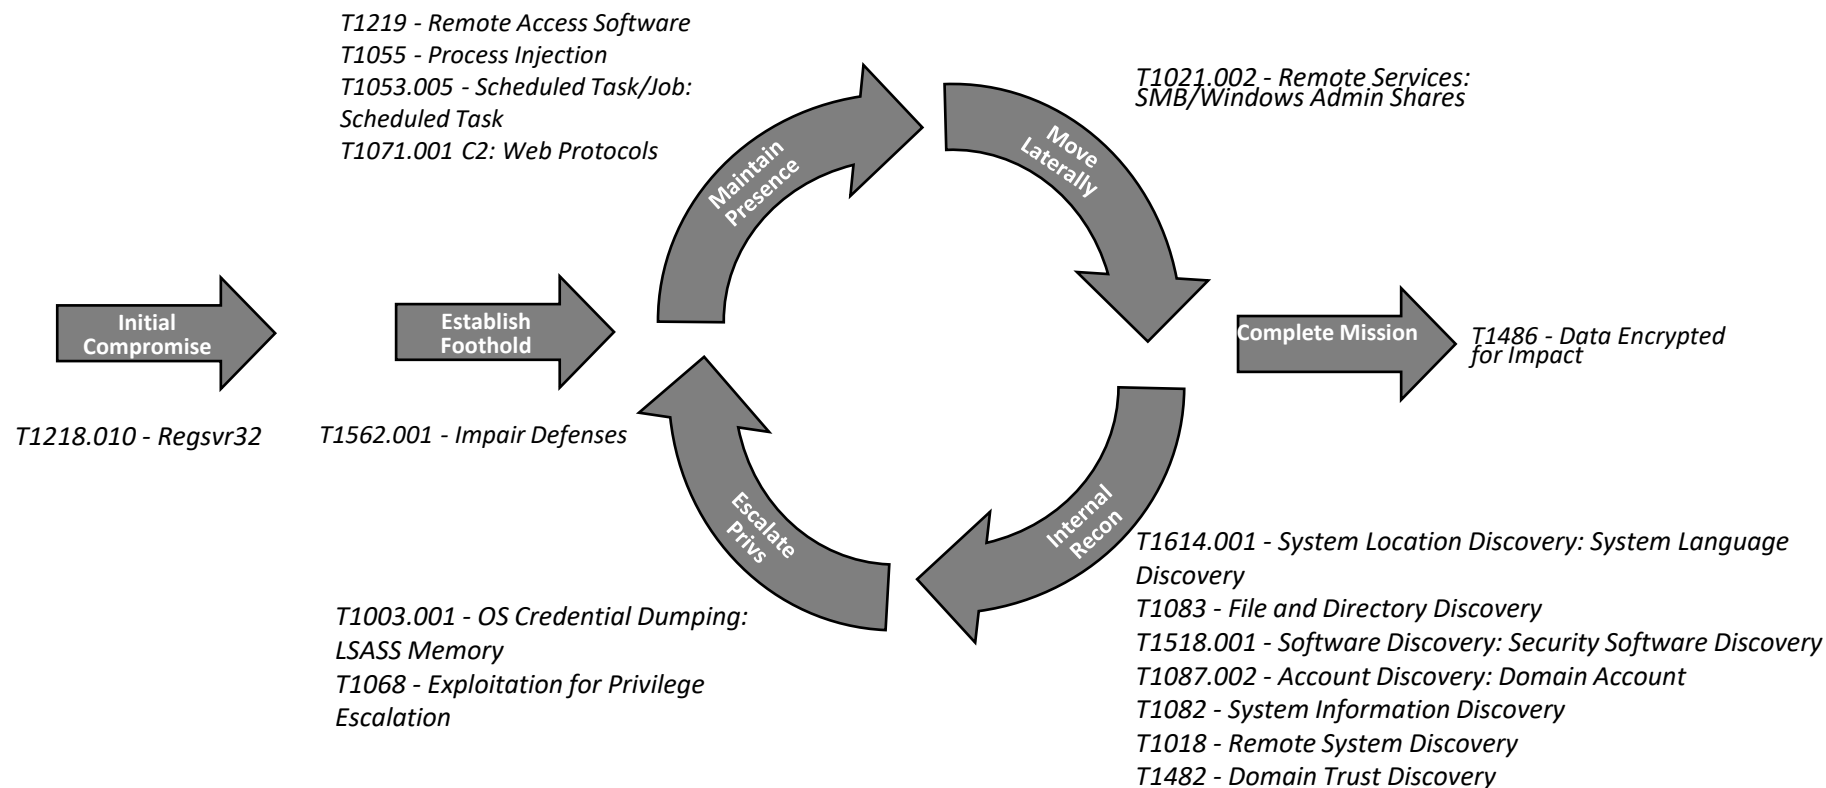 T1219 - Remote Access Software
T1055 - Process Injection
T1053.005 - Scheduled Task/Job:
Scheduled Task
T1071.001 C2: Web Protocols
T1021.002 - Remote Services:
SMB/Windows Admin Shares
Maintain
Presence
Move
Laterally
Initial
Compromise
Establish
Foothold
Complete Mission
T1486 - Data Encrypted
for Impact
T1218.010 - Regsvr32
T1562.001 - Impair Defenses
Escalate
Privs
Internal
Recon
T1003.001 - OS Credential Dumping:
LSASS Memory
T1068 - Exploitation for Privilege
Escalation
T1614.001 - System Location Discovery: System Language
Discovery
T1083 - File and Directory Discovery
T1518.001 - Software Discovery: Security Software Discovery
T1087.002 - Account Discovery: Domain Account
T1082 - System Information Discovery
T1018 - Remote System Discovery
T1482 - Domain Trust Discovery